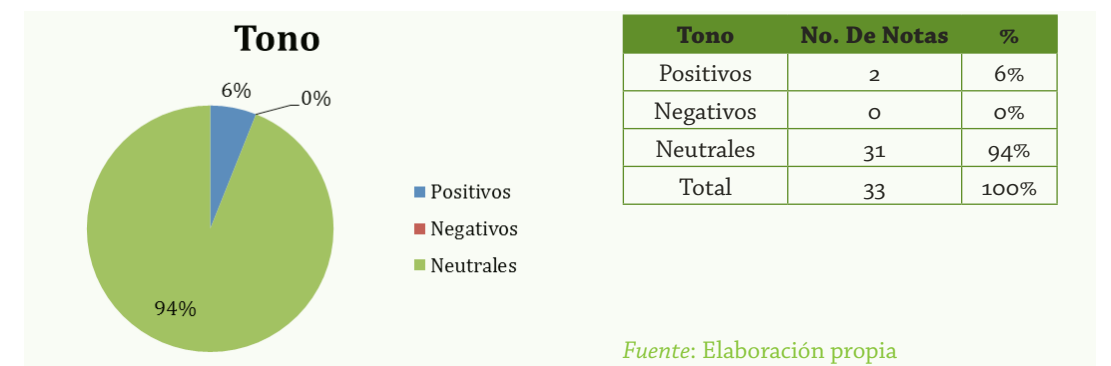 Tono
6%
0%
94%
Positivos
Negativos
Neutrales
Tono No. De Notas %
Positivos 2 6%
Negativos 0 0%
Neutrales 31 94%
Total 33 100%
Fuente: Elaboración propia